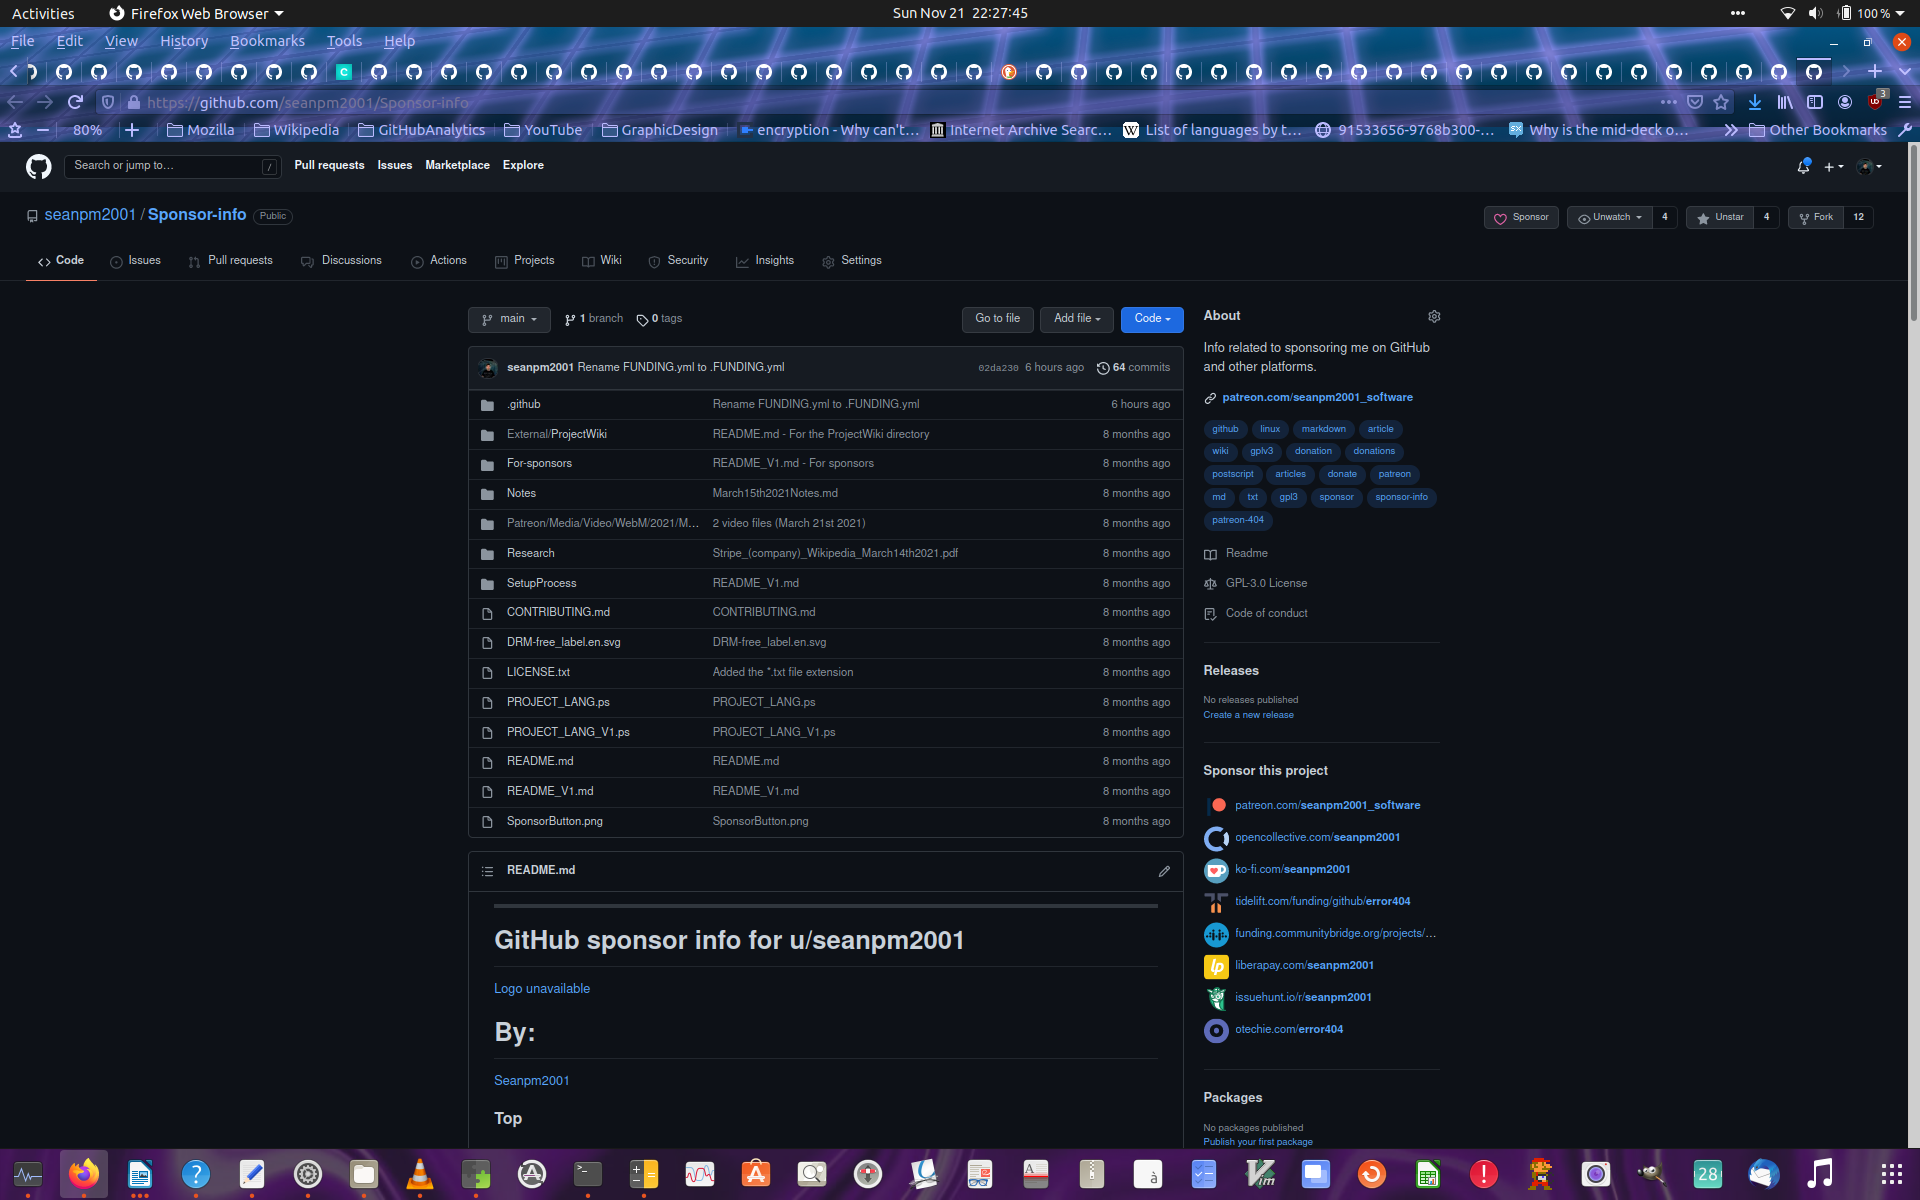 Activities Firefox Web Browser Sun Nov 21 22:27:45 100 %
File Edit View History Bookmarks Tools Help
https://github.com/seanpm2001/Sponsor-info 3
80% Mozilla Wikipedia GitHubAnalytics YouTube GraphicDesign encryption - Why can't… Internet Archive Searc… List of languages by t… 91533656-9768b300-… Why is the mid-deck o… Other Bookmarks
Search or jump to… / Pull requests Issues Marketplace Explore
seanpm2001 / Sponsor-info Public Sponsor Unwatch 4 Unstar 4 Fork 12
Code Issues Pull requests Discussions Actions Projects Wiki Security Insights Settings
main 1 branch 0 tags Go to file Add file Code
seanpm2001 Rename FUNDING.yml to .FUNDING.yml 02da230 6 hours ago 64 commits
.github Rename FUNDING.yml to .FUNDING.yml 6 hours ago
External/ProjectWiki README.md - For the ProjectWiki directory 8 months ago
For-sponsors README_V1.md - For sponsors 8 months ago
Notes March15th2021Notes.md 8 months ago
Patreon/Media/Video/WebM/2021/M… 2 video files (March 21st 2021) 8 months ago
Research Stripe_(company)_Wikipedia_March14th2021.pdf 8 months ago
SetupProcess README_V1.md 8 months ago
CONTRIBUTING.md CONTRIBUTING.md 8 months ago
DRM-free_label.en.svg DRM-free_label.en.svg 8 months ago
LICENSE.txt Added the *.txt file extension 8 months ago
PROJECT_LANG.ps PROJECT_LANG.ps 8 months ago
PROJECT_LANG_V1.ps PROJECT_LANG_V1.ps 8 months ago
README.md README.md 8 months ago
README_V1.md README_V1.md 8 months ago
SponsorButton.png SponsorButton.png 8 months ago
README.md
GitHub sponsor info for u/seanpm2001
Logo unavailable
By:
Seanpm2001
Top
About
Info related to sponsoring me on GitHub
and other platforms.
patreon.com/seanpm2001_software
github linux markdown article
wiki gplv3 donation donations
postscript articles donate patreon
md txt gpl3 sponsor sponsor-info
patreon-404
Readme
GPL-3.0 License
Code of conduct
Releases
No releases published
Create a new release
Sponsor this project
patreon.com/seanpm2001_software
opencollective.com/seanpm2001
ko-fi.com/seanpm2001
tidelift.com/funding/github/error404
funding.communitybridge.org/projects/…
liberapay.com/seanpm2001
issuehunt.io/r/seanpm2001
otechie.com/error404
Packages
No packages published
Publish your first package
28